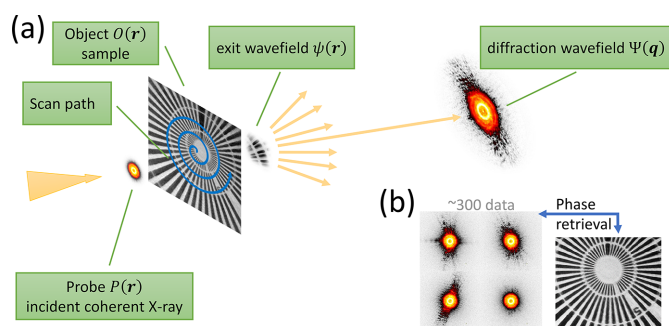 (a)
Object O(r)
sample
exit wavefield ψ(r)
diffraction wavefield Ψ(q)
Scan path
Probe P(r)
incident coherent X-ray
(b)
~300 data
Phase
retrieval